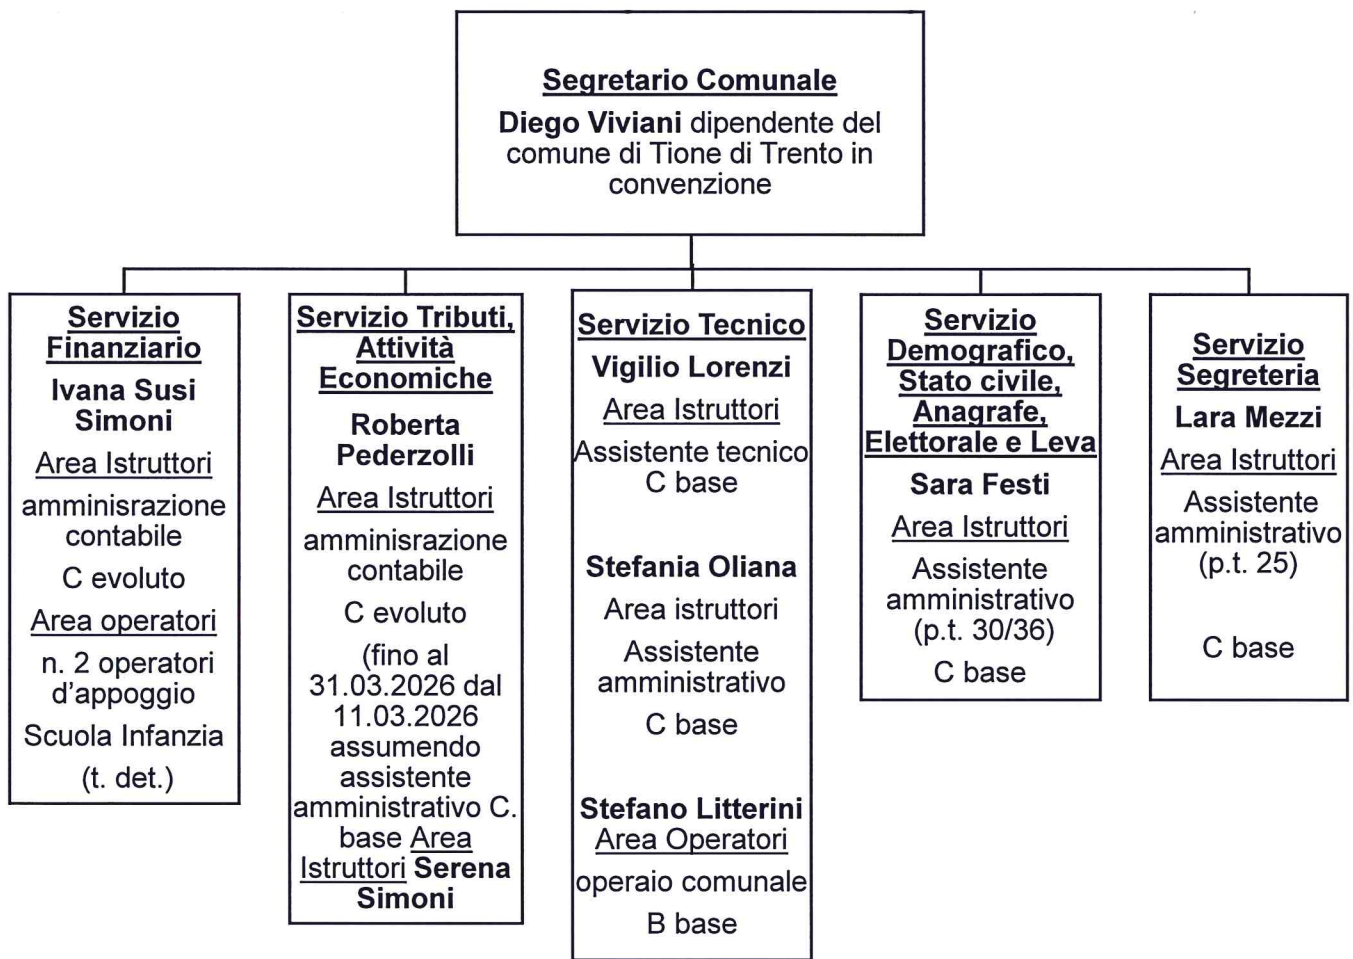 Segretario Comunale
Diego Viviani dipendente del
comune di Tione di Trento in
convenzione
Servizio
Finanziario
Ivana Susi
Simoni
Area Istruttori
amminisrazione
contabile
C evoluto
Area operatori
n. 2 operatori
d'appoggio
Scuola Infanzia
(t. det.)
Servizio Tributi,
Attività
Economiche
Roberta
Pederzolli
Area Istruttori
amminisrazione
contabile
C evoluto
(fino al
31.03.2026 dal
11.03.2026
assumendo
assistente
amministrativo C.
base Area
Istruttori Serena
Simoni
Servizio Tecnico
Vigilio Lorenzi
Area Istruttori
Assistente tecnico
C base
Stefania Oliana
Area istruttori
Assistente
amministrativo
C base
Stefano Litterini
Area Operatori
operaio comunale
B base
Servizio
Demografico,
Stato civile,
Anagrafe,
Elettorale e Leva
Sara Festi
Area Istruttori
Assistente
amministrativo
(p.t. 30/36)
C base
Servizio
Segreteria
Lara Mezzi
Area Istruttori
Assistente
amministrativo
(p.t. 25)
C base